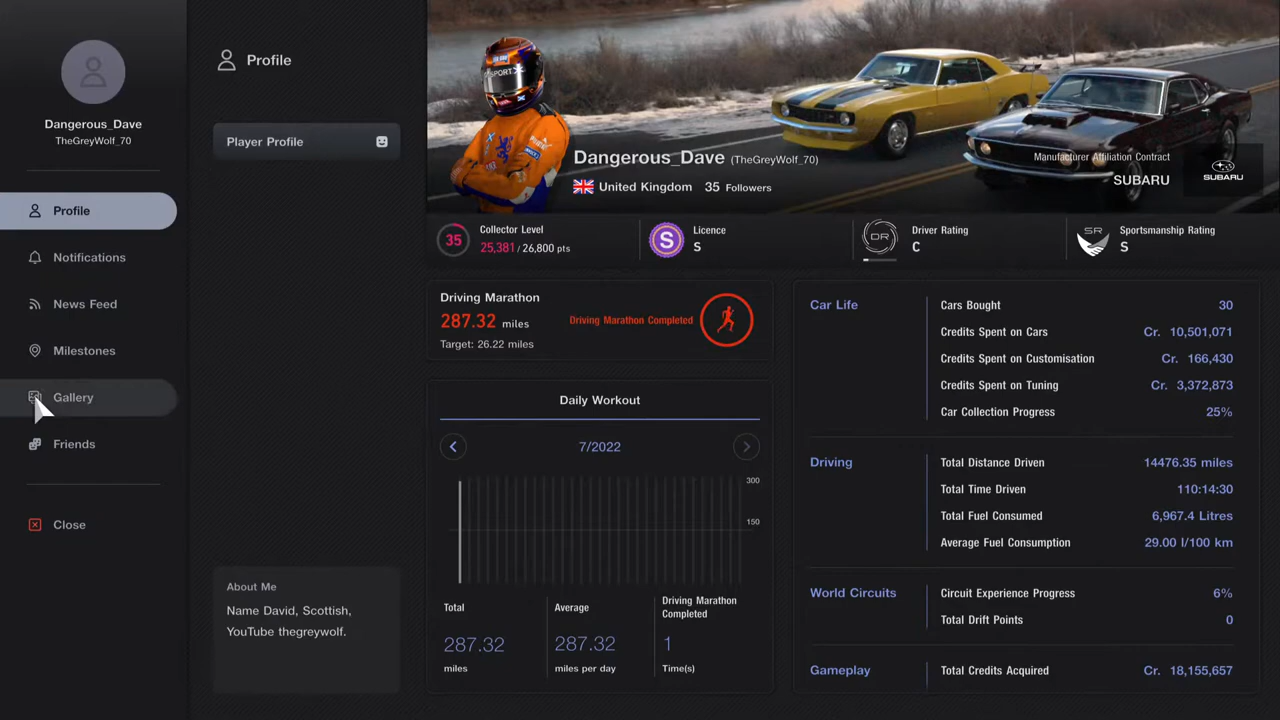 Dangerous_Dave
TheGreyWolf_70
Profile
Notifications
News Feed
Milestones
Gallery
Friends
Close
Profile
Player Profile
About Me
Name David, Scottish,
YouTube thegreywolf.
SPORT
Dangerous_Dave (TheGreyWolf_70)
United Kingdom 35 Followers
Manufacturer Affiliation Contract
SUBARU
SUBARU
35
Collector Level
25,381 / 26,800 pts
S
Licence
S
DR
Driver Rating
C
SR
Sportsmanship Rating
S
Driving Marathon
287.32 miles
Target: 26.22 miles
Driving Marathon Completed
Daily Workout
7/2022
300
150
Total
287.32
miles
Average
287.32
miles per day
Driving Marathon
Completed
1
Time(s)
Car Life
Cars Bought 30
Credits Spent on Cars Cr. 10,501,071
Credits Spent on Customisation Cr. 166,430
Credits Spent on Tuning Cr. 3,372,873
Car Collection Progress 25%
Driving
Total Distance Driven 14476.35 miles
Total Time Driven 110:14:30
Total Fuel Consumed 6,967.4 Litres
Average Fuel Consumption 29.00 l/100 km
World Circuits
Circuit Experience Progress 6%
Total Drift Points 0
Gameplay
Total Credits Acquired Cr. 18,155,657